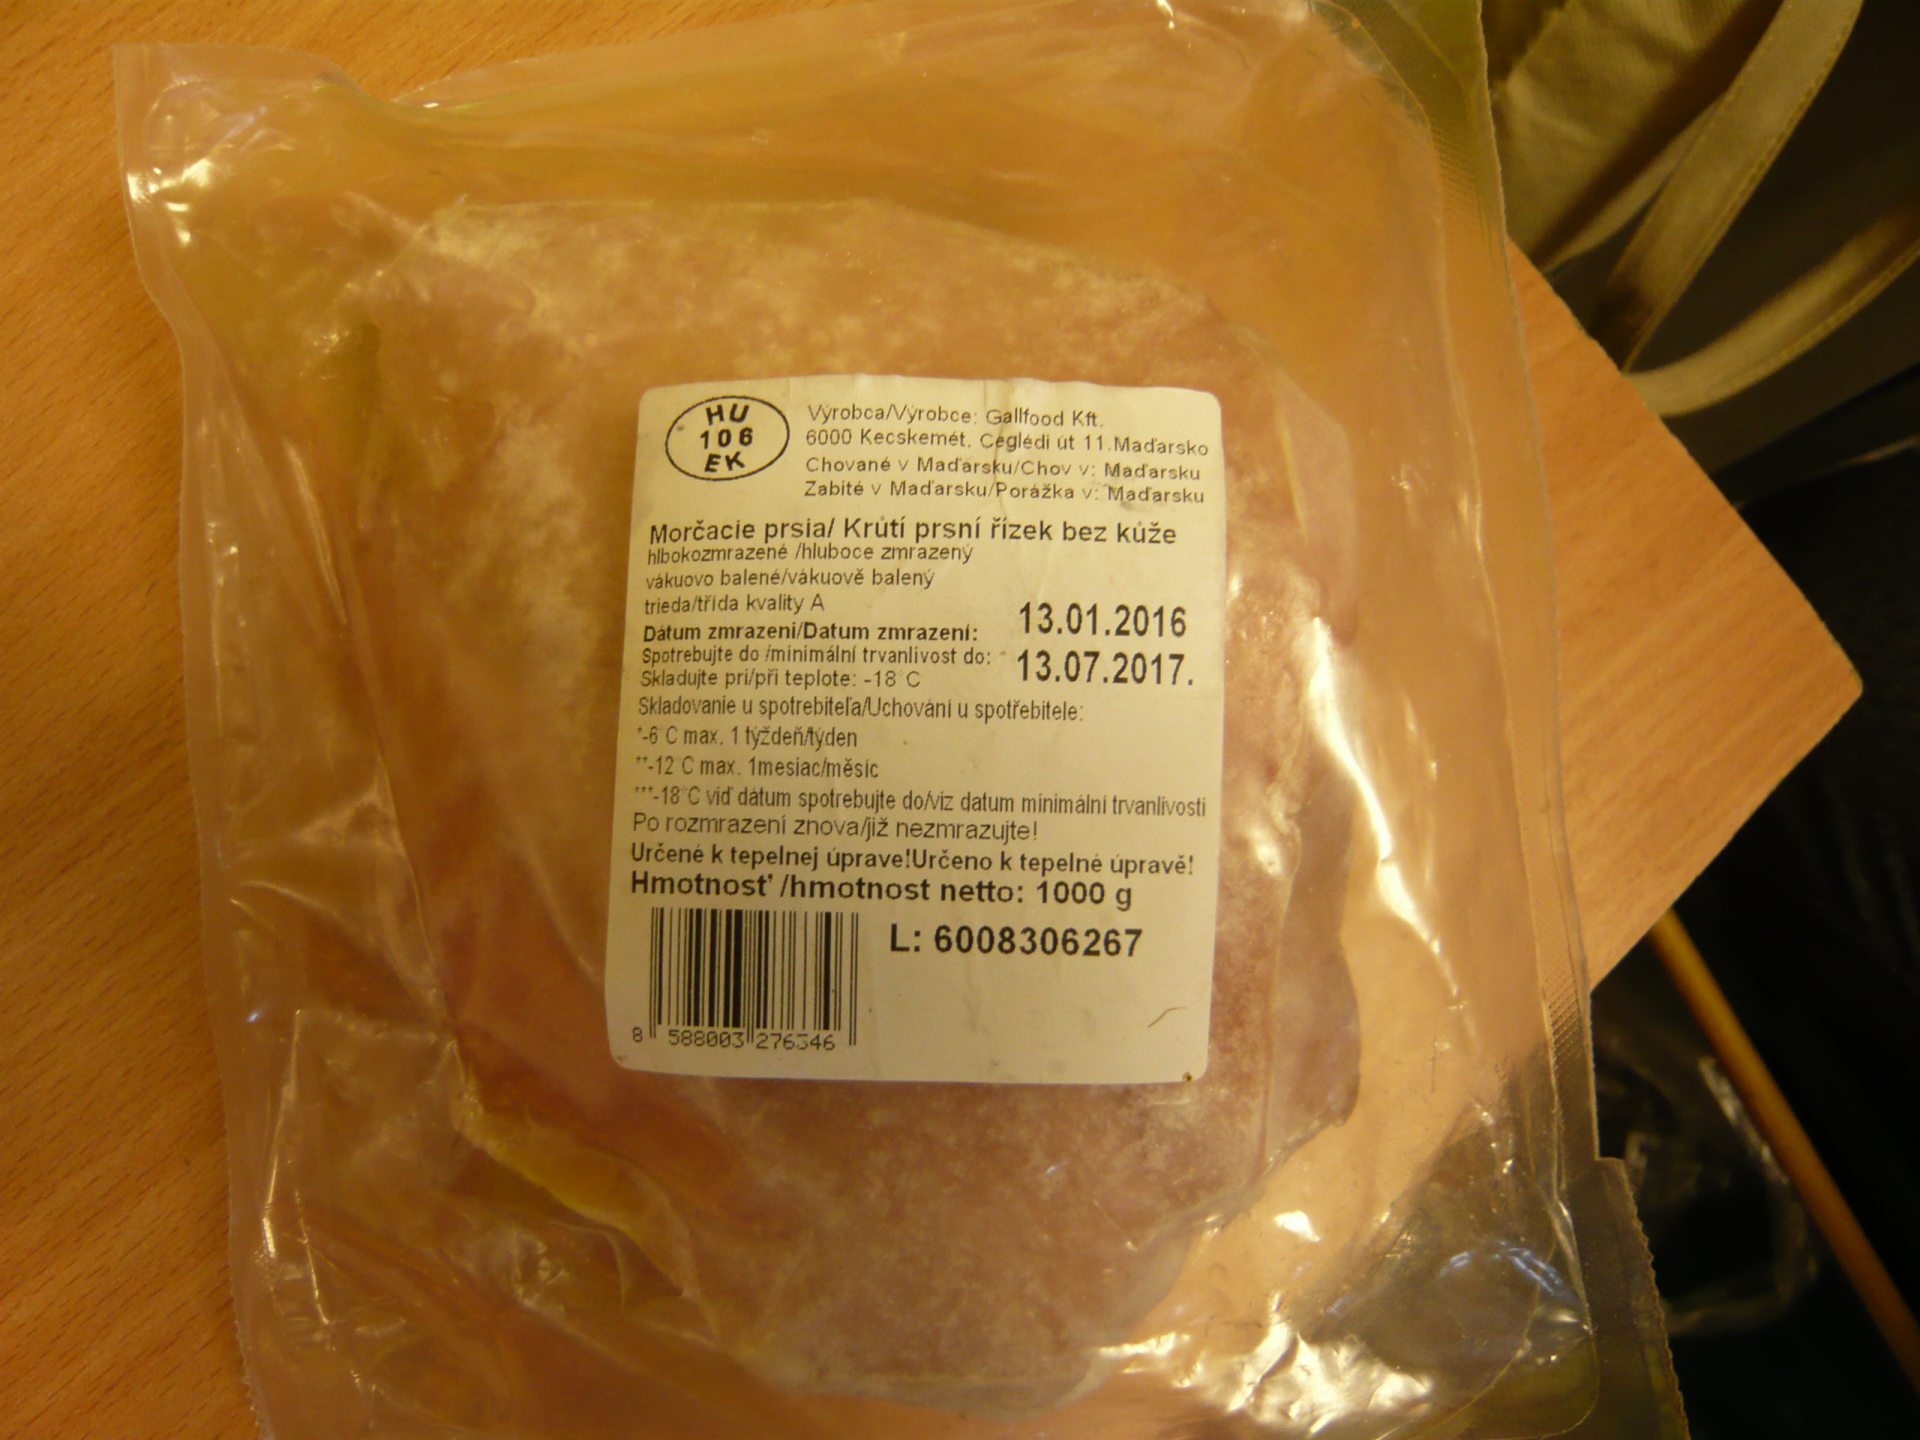 HU
106
EK
Výrobca/Výrobce: Gallfood Kft.
6000 Kecskemét, Ceglédi út 11.Maďarsko
Chované v Maďarsku/Chov v: Maďarsku
Zabité v Maďarsku/Porážka v: Maďarsku
Morčacie prsia/ Krůtí prsní řízek bez kůže
hlbokozmrazené /hluboce zmrazený
vákuovo balené/vákuově balený
trieda/třída kvality A
Dátum zmrazení/Datum zmrazení: 13.01.2016
Spotrebujte do /minimální trvanlivost do: 13.07.2017.
Skladujte pri/při teplote: -18 C
Skladovanie u spotrebiteľa/Uchování u spotřebitele:
*-6 C max. 1 týždeň/týden
**-12 C max. 1mesiac/měsíc
***-18 C viď dátum spotrebujte do/viz datum minimální trvanlivosti
Po rozmrazení znova/již nezmrazujte!
Určené k tepelnej úprave!Určeno k tepelné úpravě!
Hmotnosť /hmotnost netto: 1000 g
L: 6008306267
8 588003 276346